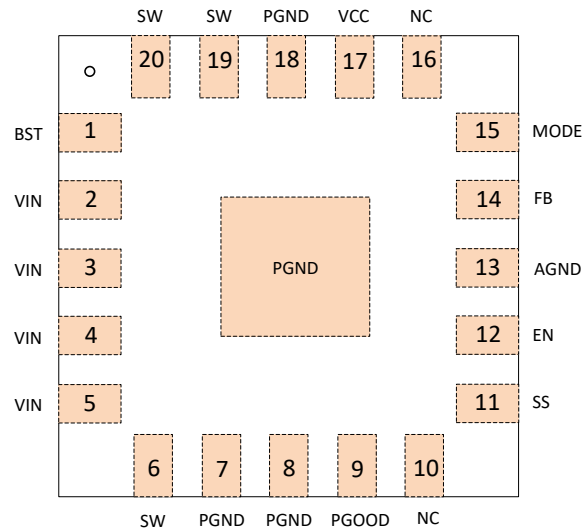 SW SW PGND VCC NC
20 19 18 17 16
BST 1 15 MODE
VIN 2 14 FB
VIN 3 PGND 13 AGND
VIN 4 12 EN
VIN 5 11 SS
6 7 8 9 10
SW PGND PGND PGOOD NC